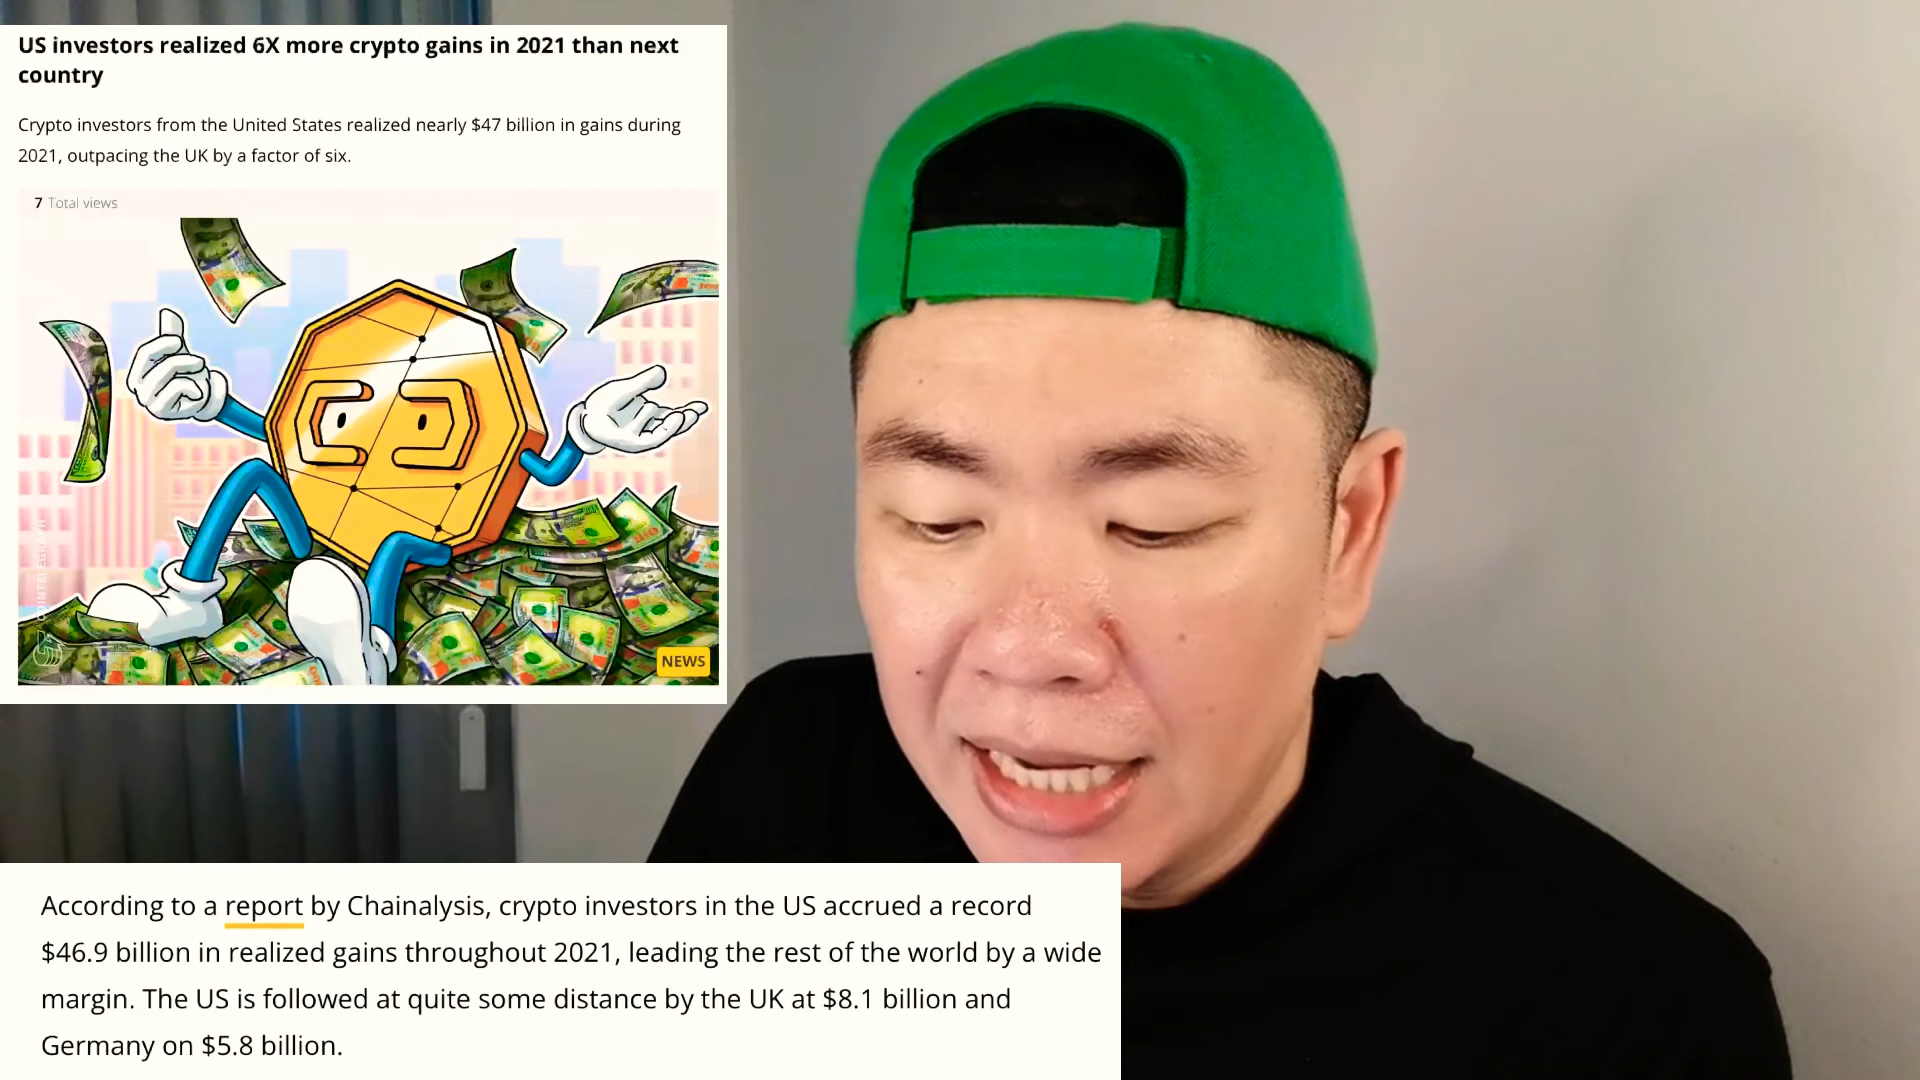 US investors realized 6X more crypto gains in 2021 than next
country
Crypto investors from the United States realized nearly $47 billion in gains during
2021, outpacing the UK by a factor of six.
7 Total views
COINTELEGRAPH
NEWS
According to a report by Chainalysis, crypto investors in the US accrued a record
$46.9 billion in realized gains throughout 2021, leading the rest of the world by a wide
margin. The US is followed at quite some distance by the UK at $8.1 billion and
Germany on $5.8 billion.